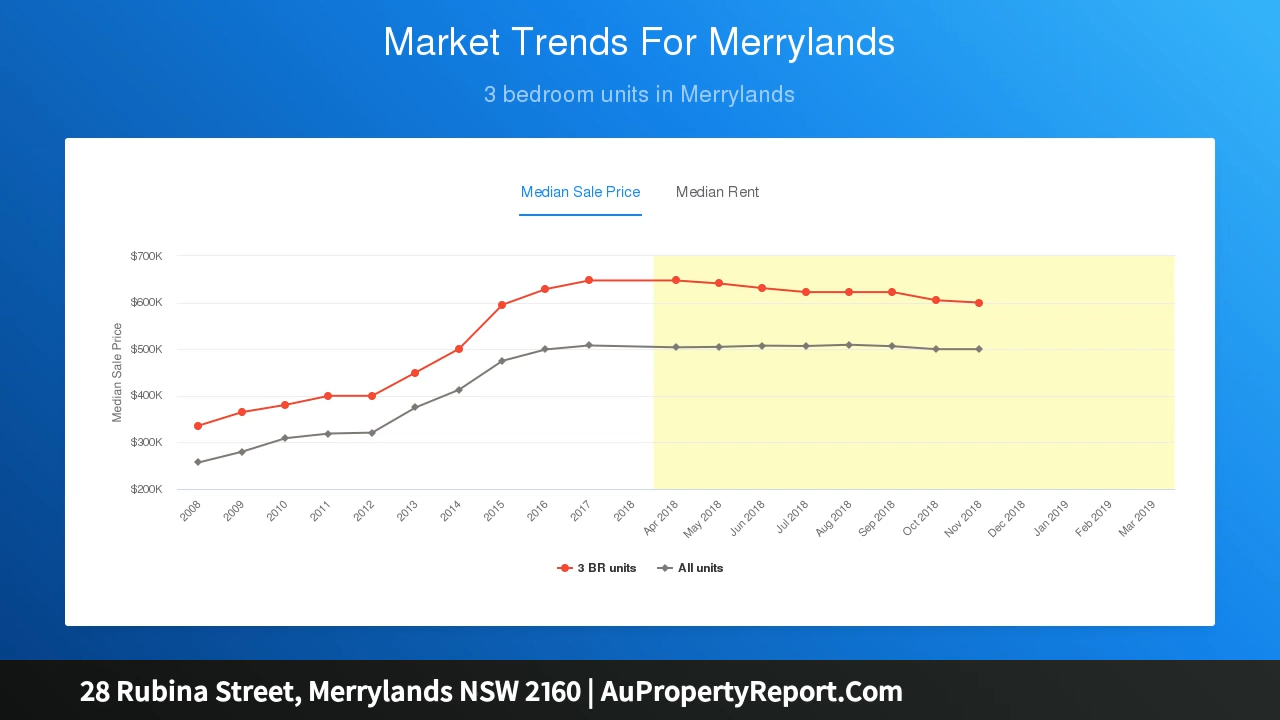 Market Trends For Merrylands
3 bedroom units in Merrylands
Median Sale Price Median Rent
Median Sale Price
$700K
$600K
$500K
$400K
$300K
$200K
2008 2009 2010 2011 2012 2013 2014 2015 2016 2017 2018 Apr 2018 May 2018 Jun 2018 Jul 2018 Aug 2018 Sep 2018 Oct 2018 Nov 2018 Dec 2018 Jan 2019 Feb 2019 Mar 2019
3 BR units All units
28 Rubina Street, Merrylands NSW 2160 | AuPropertyReport.Com